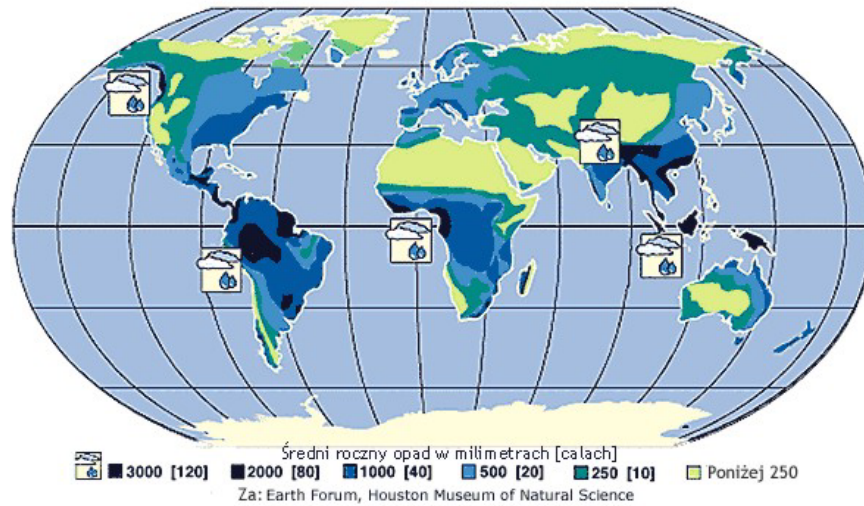 Średni roczny opad w milimetrach [calach]
3000 [120] 2000 [80] 1000 [40] 500 [20] 250 [10] Poniżej 250
Za: Earth Forum, Houston Museum of Natural Science